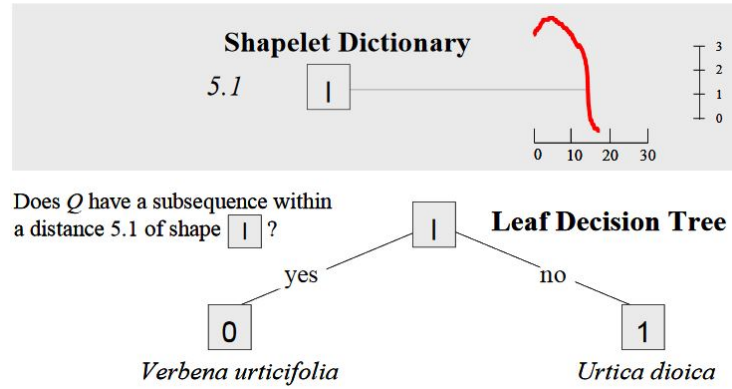 Shapelet Dictionary
5.1
I
3
2
1
0
0 10 20 30
Does Q have a subsequence within
a distance 5.1 of shape I ?
I
Leaf Decision Tree
yes
no
0
1
Verbena urticifolia
Urtica dioica